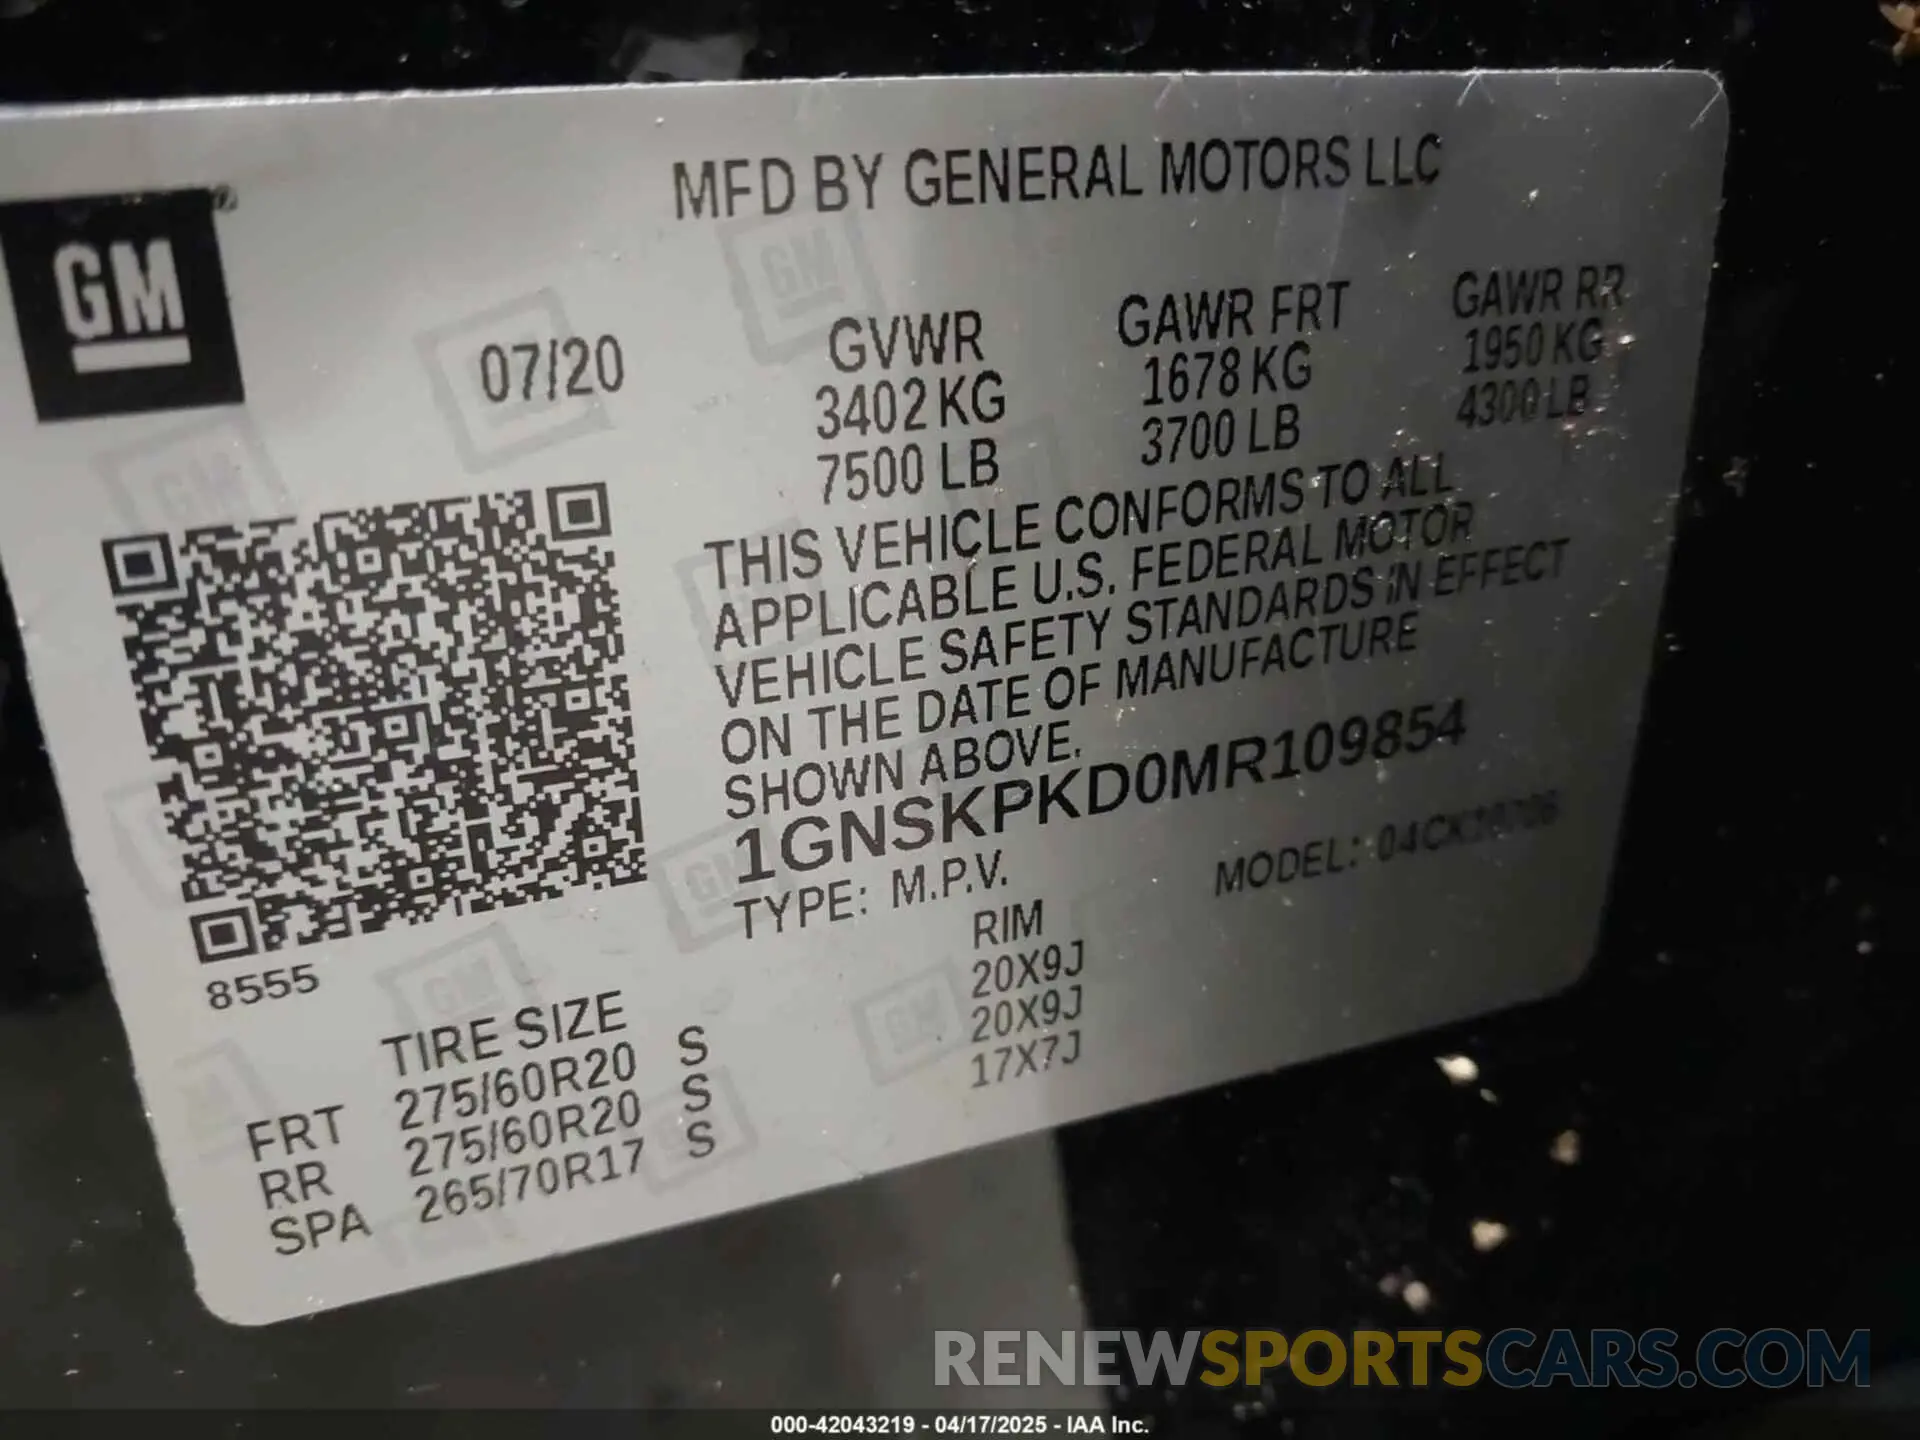 MFD BY GENERAL MOTORS LLC
GM
07/20
GVWR GAWR FRT GAWR RR
3402 KG 1678 KG 1950 KG
7500 LB 3700 LB 4300 LB
THIS VEHICLE CONFORMS TO ALL
APPLICABLE U.S. FEDERAL MOTOR
VEHICLE SAFETY STANDARDS IN EFFECT
ON THE DATE OF MANUFACTURE
SHOWN ABOVE.
1GNSKPKD0MR109854
TYPE: M.P.V. MODEL:
8555
TIRE SIZE RIM
FRT 275/60R20 S 20X9J
RR 275/60R20 S 20X9J
SPA 265/70R17 S 17X7J
RENEWSPORTSCARS.COM
000-42043219 - 04/17/2025 - IAA Inc.